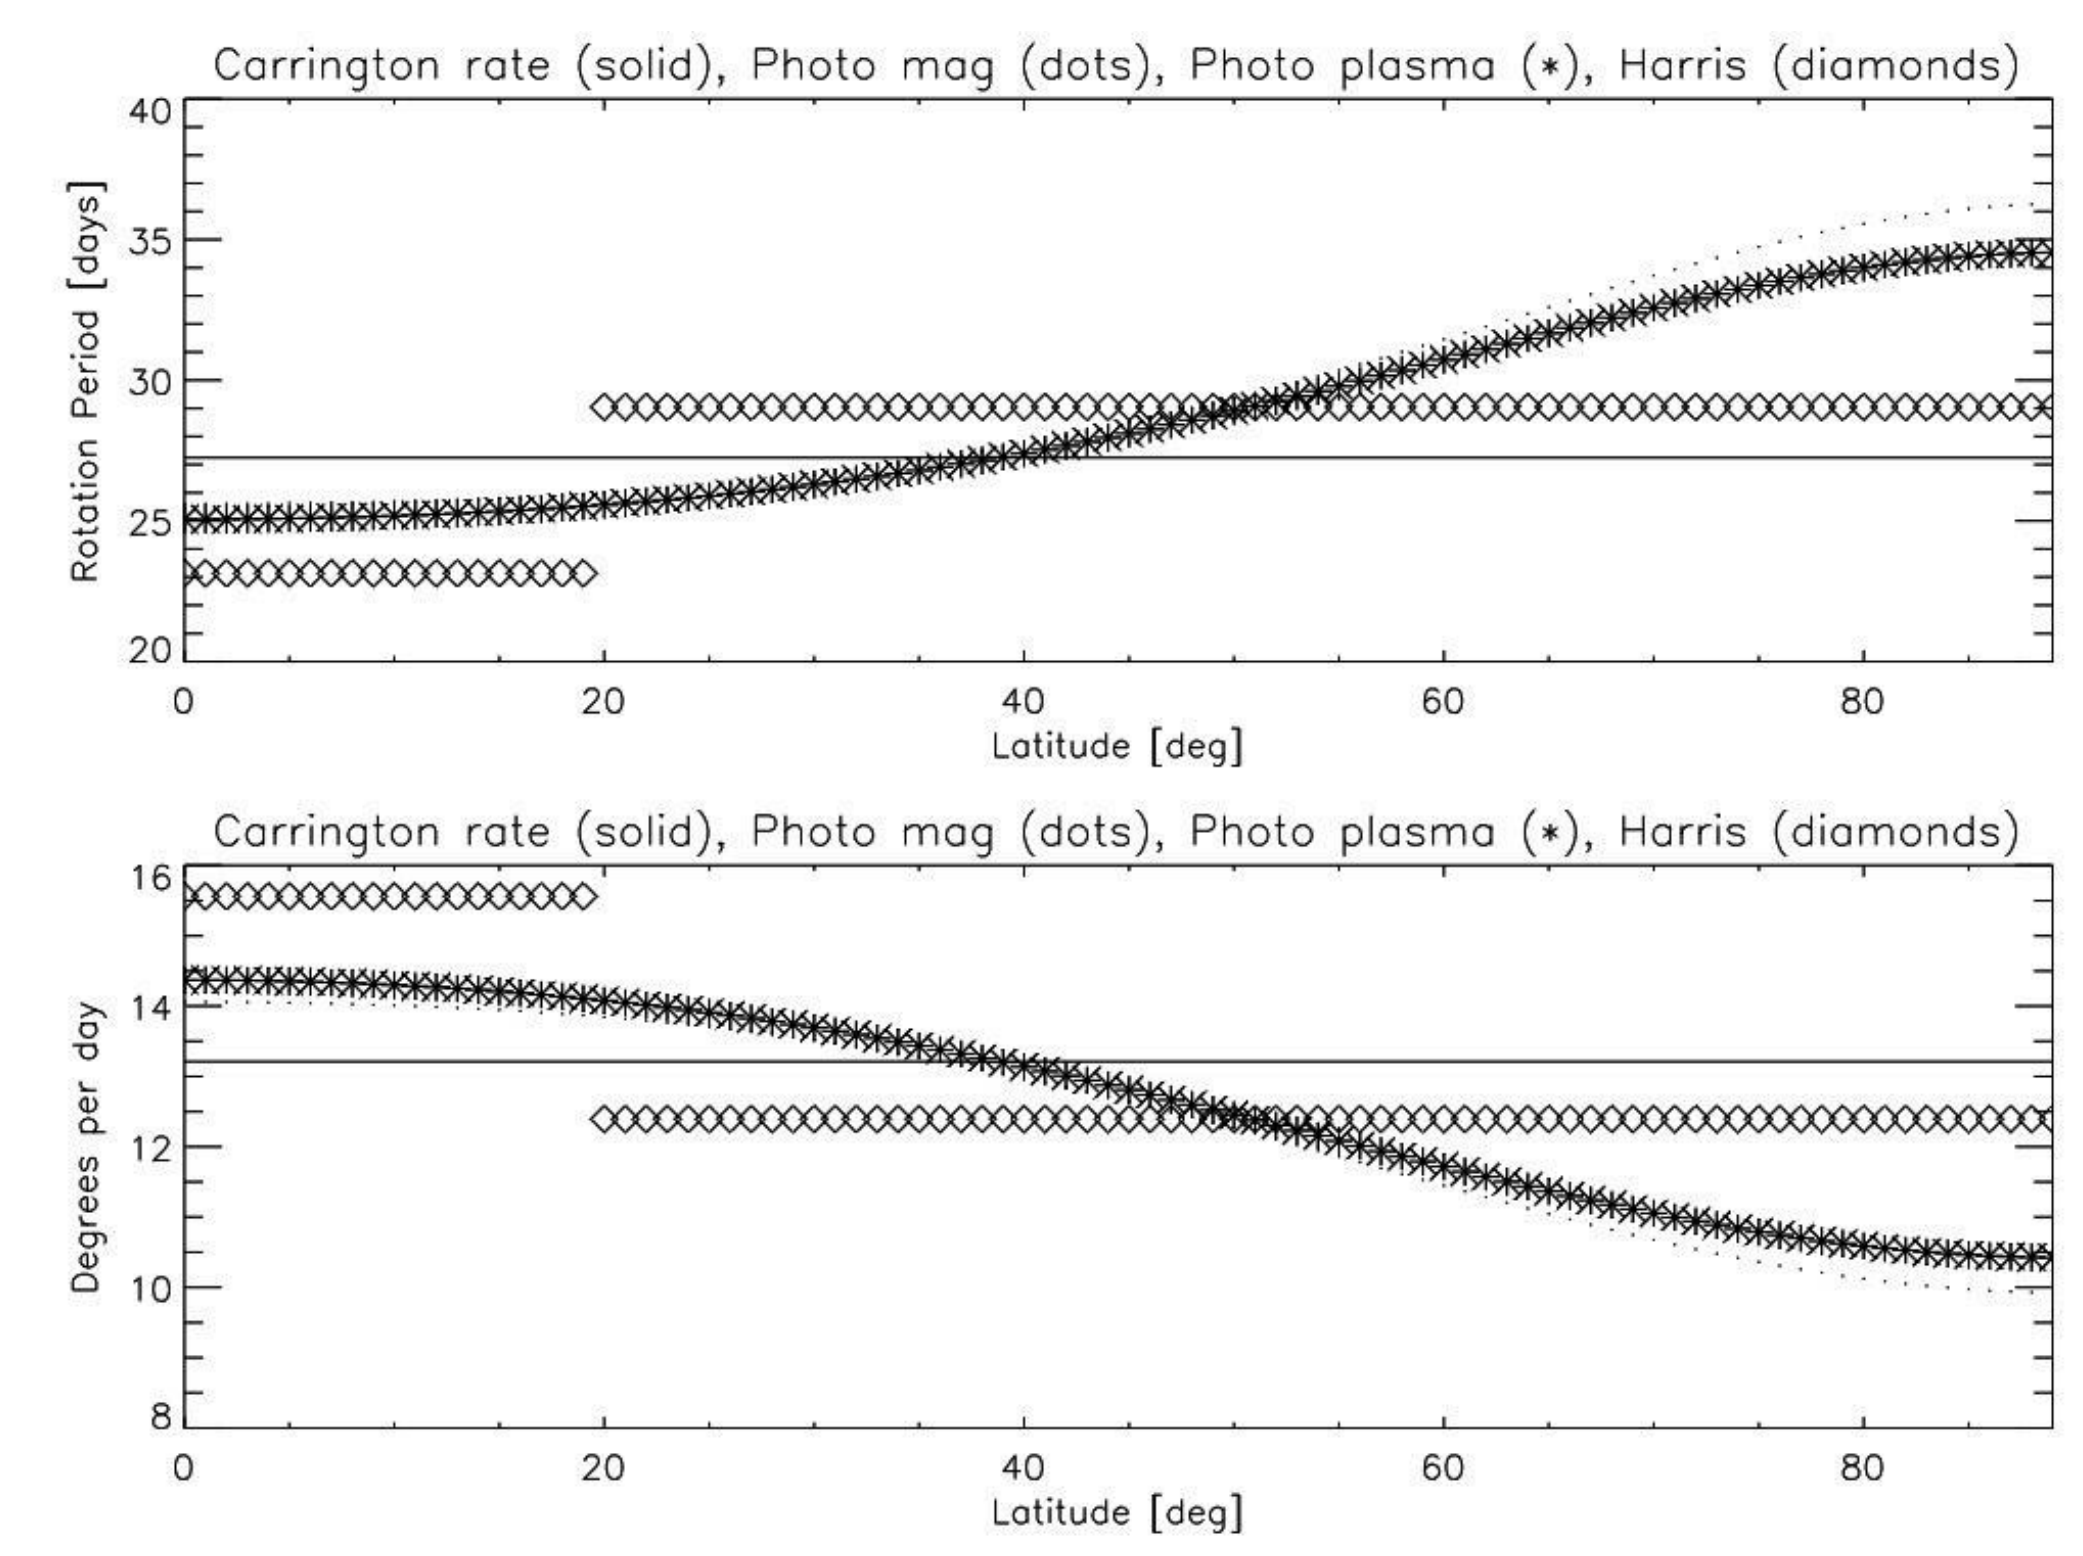 Carrington rate (solid), Photo mag (dots), Photo plasma (*), Harris (diamonds)
40
35
30
25
20
Rotation Period [days]
0 20 40 60 80
Latitude [deg]
Carrington rate (solid), Photo mag (dots), Photo plasma (*), Harris (diamonds)
16
14
12
10
8
Degrees per day
0 20 40 60 80
Latitude [deg]